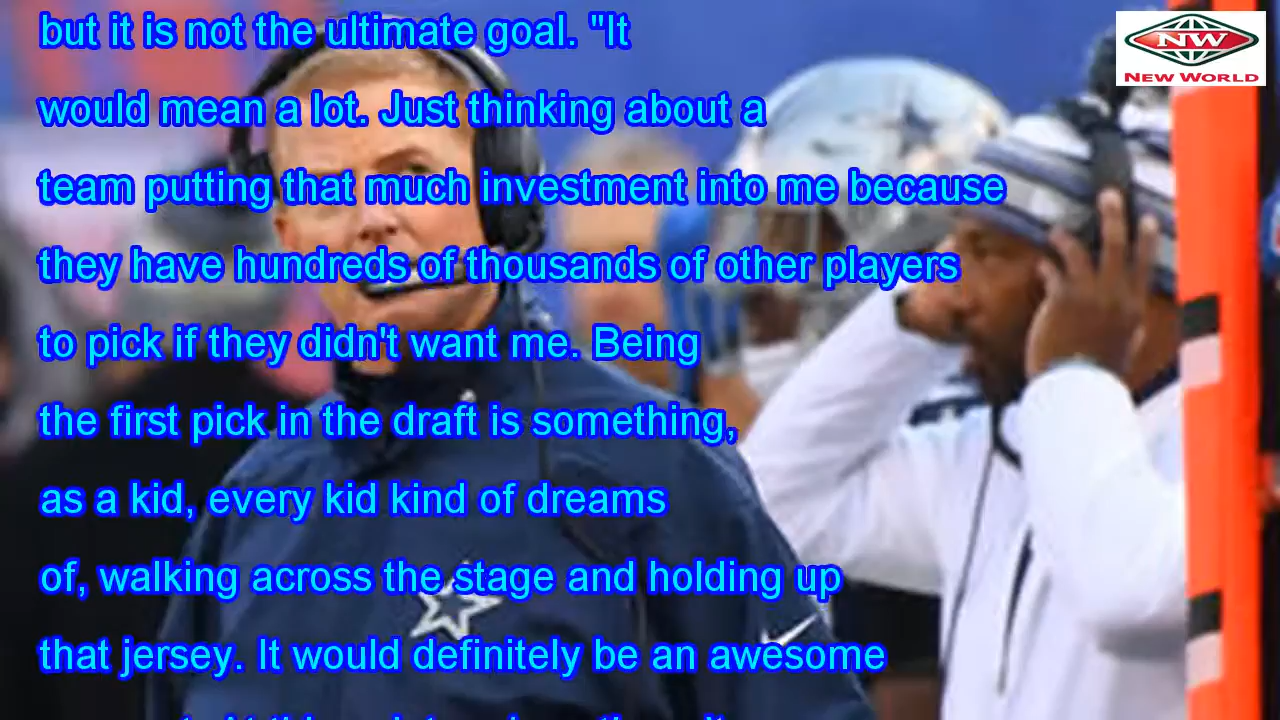 but it is not the ultimate goal. "It
would mean a lot. Just thinking about a
team putting that much investment into me because
they have hundreds of thousands of other players
to pick if they didn't want me. Being
the first pick in the draft is something,
as a kid, every kid kind of dreams
of, walking across the stage and holding up
that jersey. It would definitely be an awesome
NW
NEW WORLD